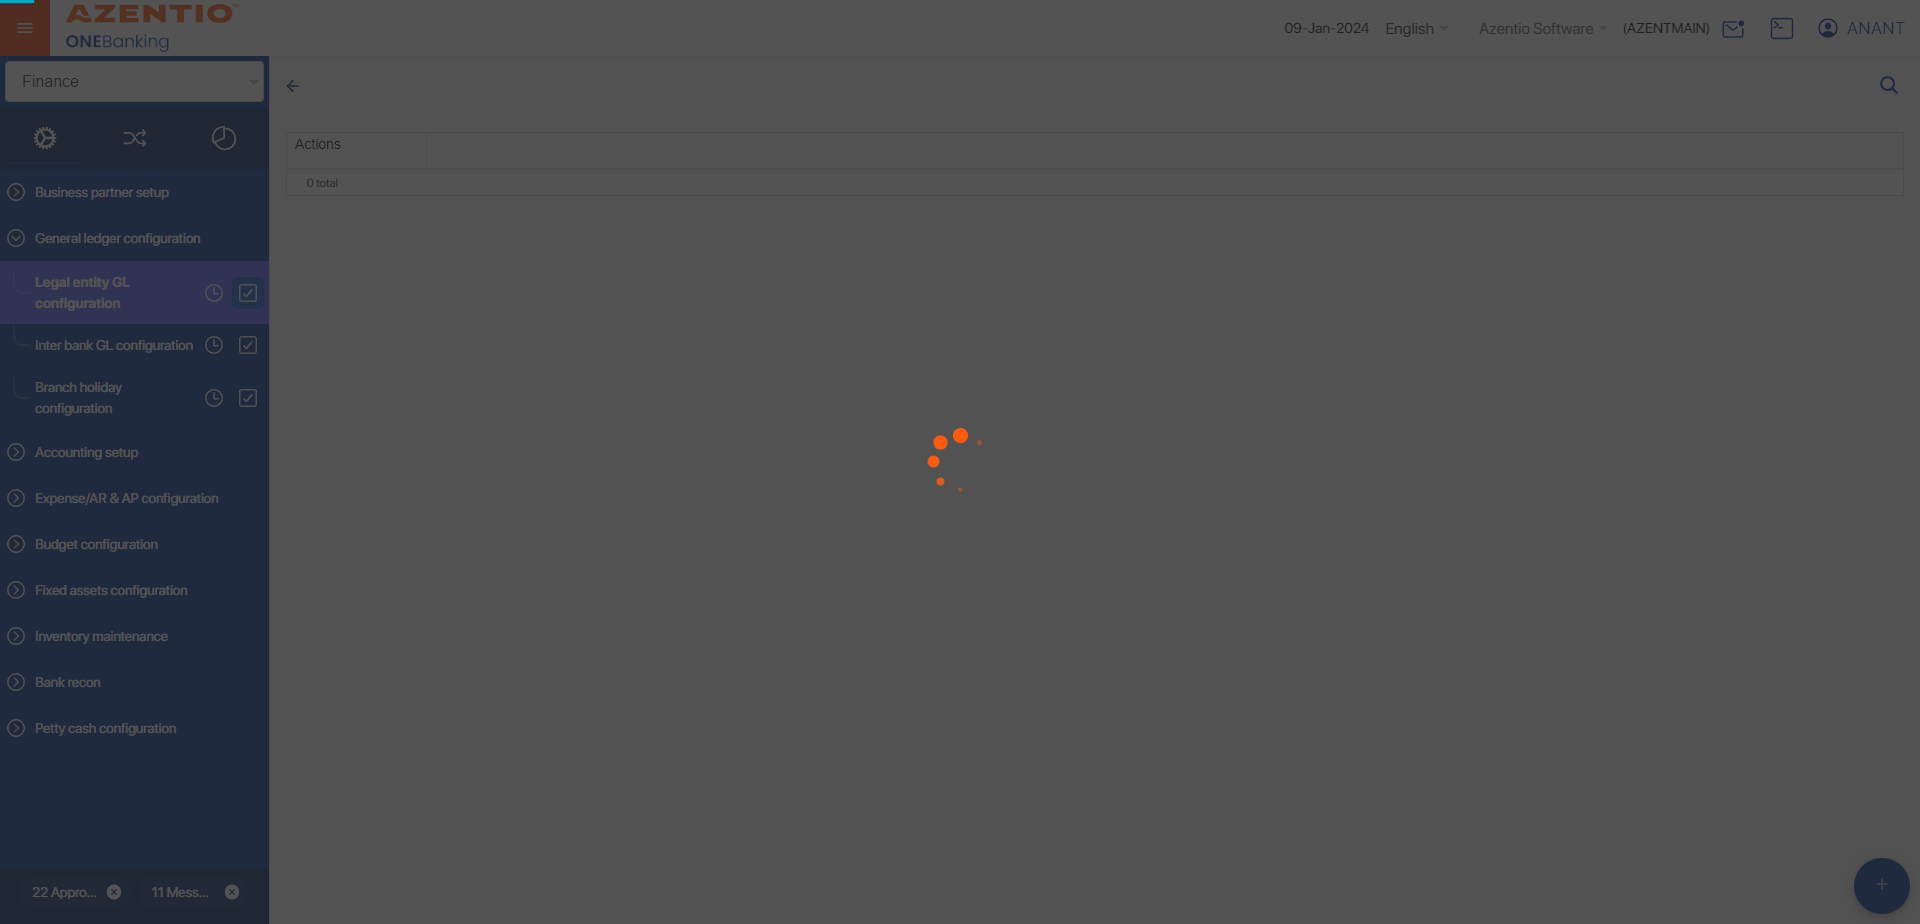 AZENTIO
ONEBanking
09-Jan-2024 English Azentio Software (AZENTMAIN) ANANT
Finance
Actions
0 total
Business partner setup
General ledger configuration
Legal entity GL
configuration
Inter bank GL configuration
Branch holiday
configuration
Accounting setup
Expense/AR & AP configuration
Budget configuration
Fixed assets configuration
Inventory maintenance
Bank recon
Petty cash configuration
22 Appro... 11 Mess...